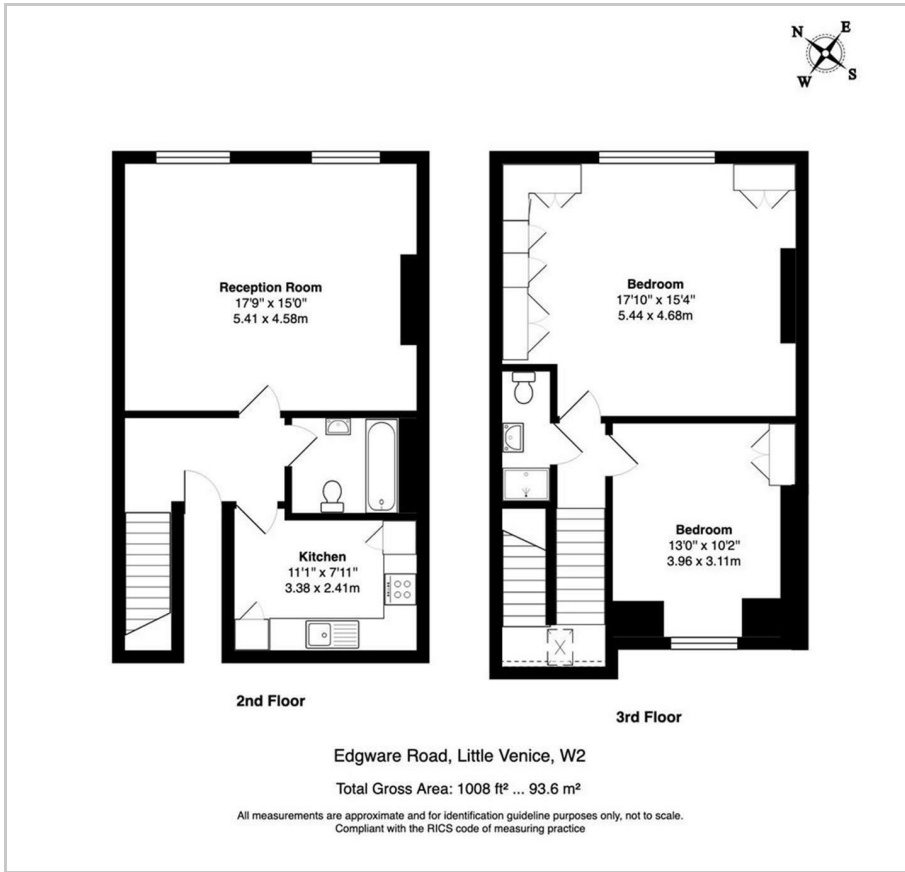 N
E
W
S
Reception Room
17'9" x 15'0"
5.41 x 4.58m
Kitchen
11'1" x 7'11"
3.38 x 2.41m
2nd Floor
Bedroom
17'10" x 15'4"
5.44 x 4.68m
Bedroom
13'0" x 10'2"
3.96 x 3.11m
3rd Floor
Edgware Road, Little Venice, W2
Total Gross Area: 1008 ft² ... 93.6 m²
All measurements are approximate and for identification guideline purposes only, not to scale.
Compliant with the RICS code of measuring practice